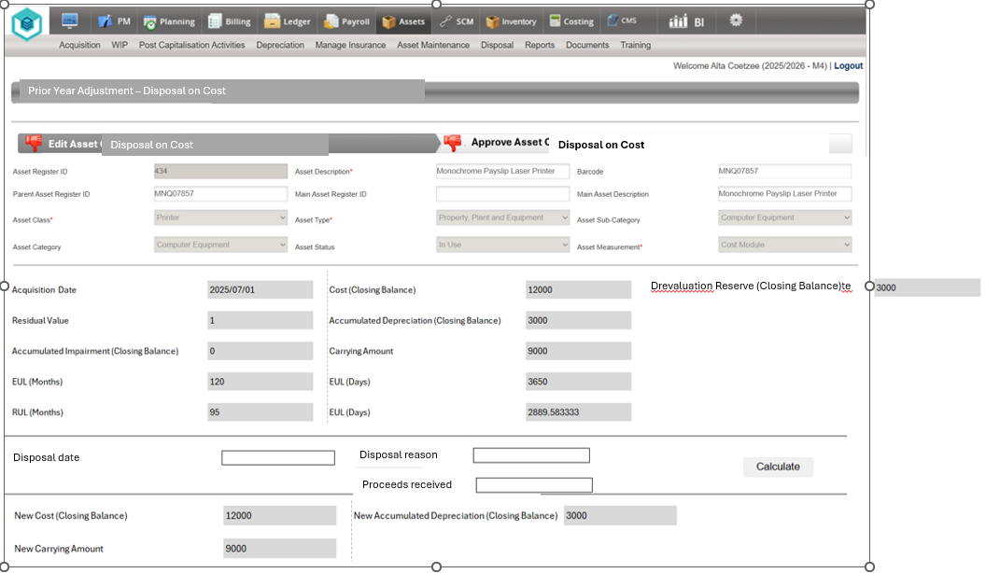 PM Planning Billing Ledger Payroll Assets SCM Inventory Costing CMS BI
Acquisition WIP Post Capitalisation Activities Depreciation Manage Insurance Asset Maintenance Disposal Reports Documents Training
Welcome Alta Coetzee (2025/2026 - M4) | Logout
Prior Year Adjustment – Disposal on Cost
Edit Asset Disposal on Cost Approve Asset C Disposal on Cost
Asset Register ID 434 Asset Description* Monochrome Payslip Laser Printer Barcode MNQ07857
Parent Asset Register ID MNQ07857 Main Asset Register ID Main Asset Description Monochrome Payslip Laser Printer
Asset Class* Printer Asset Type* Property, Plant and Equipment Asset Sub-Category Computer Equipment
Asset Category Computer Equipment Asset Status In Use Asset Measurement* Cost Module
Acquisition Date 2025/07/01 Cost (Closing Balance) 12000 Drevaluation Reserve (Closing Balance)te 3000
Residual Value 1 Accumulated Depreciation (Closing Balance) 3000
Accumulated Impairment (Closing Balance) 0 Carrying Amount 9000
EUL (Months) 120 EUL (Days) 3650
RUL (Months) 95 EUL (Days) 2889.583333
Disposal date Disposal reason
Calculate
Proceeds received
New Cost (Closing Balance) 12000 New Accumulated Depreciation (Closing Balance) 3000
New Carrying Amount 9000